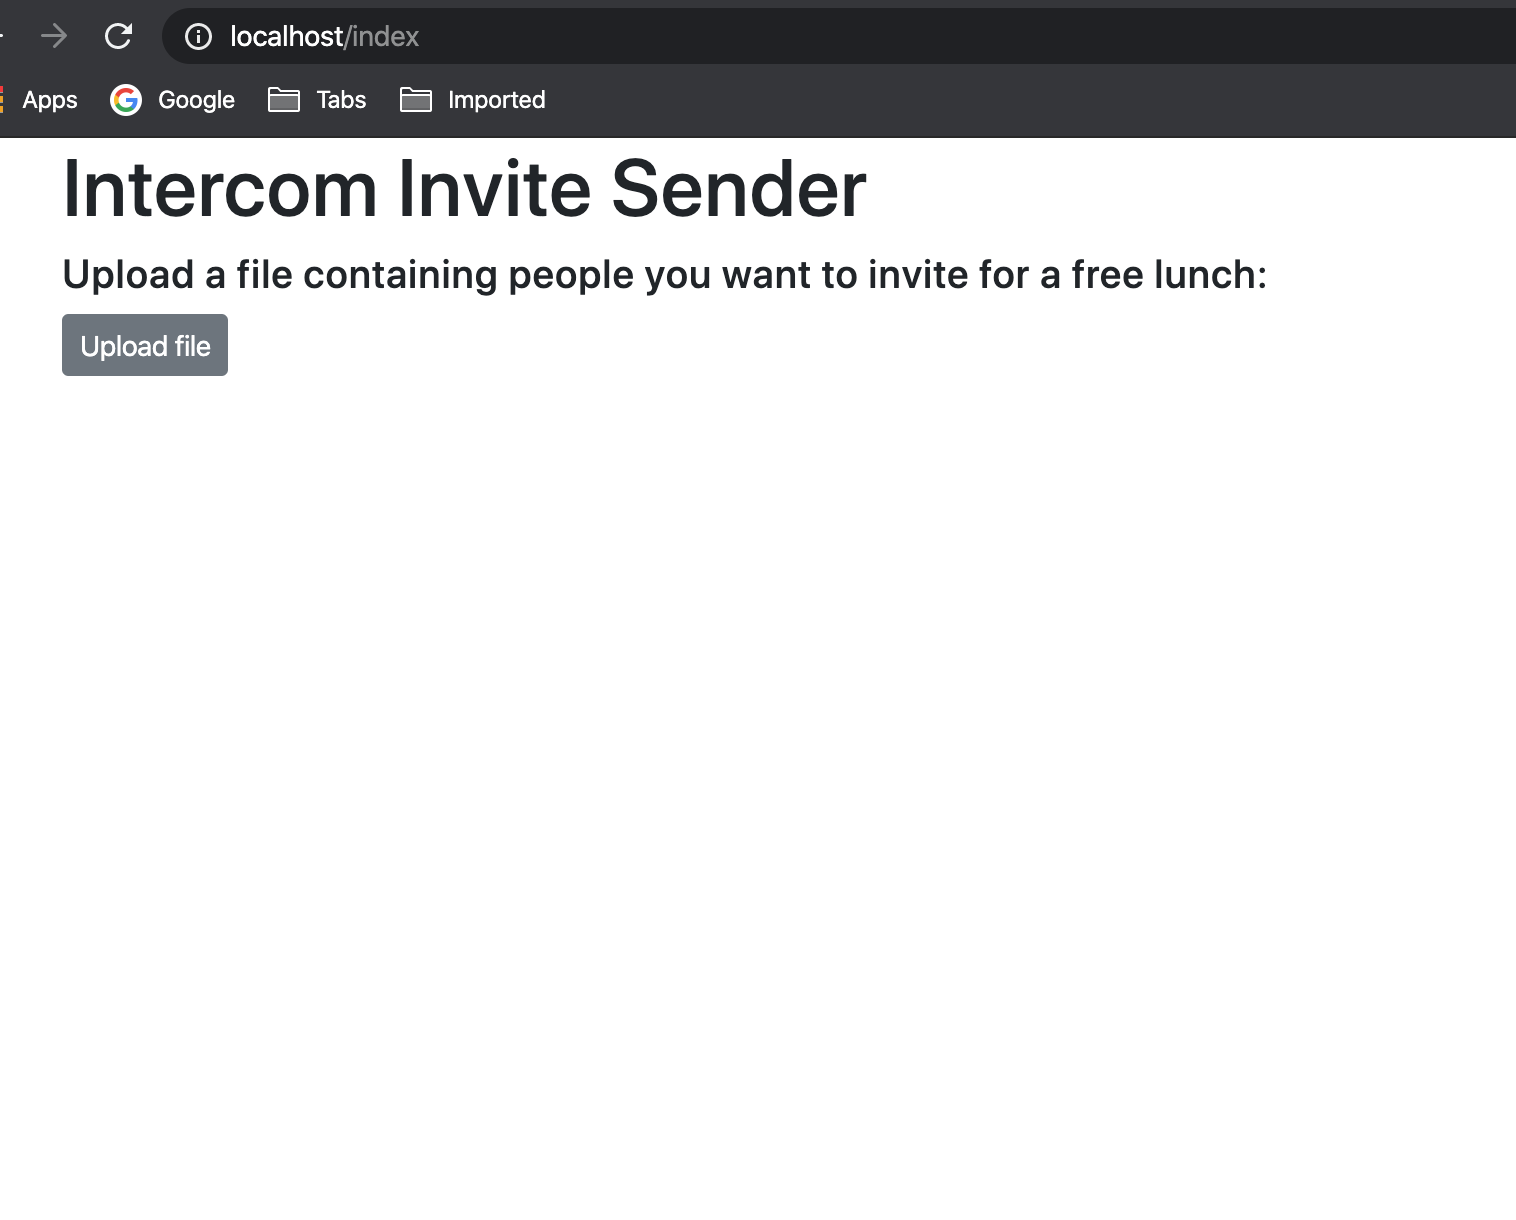 localhost/index
Apps Google Tabs Imported
Intercom Invite Sender
Upload a file containing people you want to invite for a free lunch:
Upload file